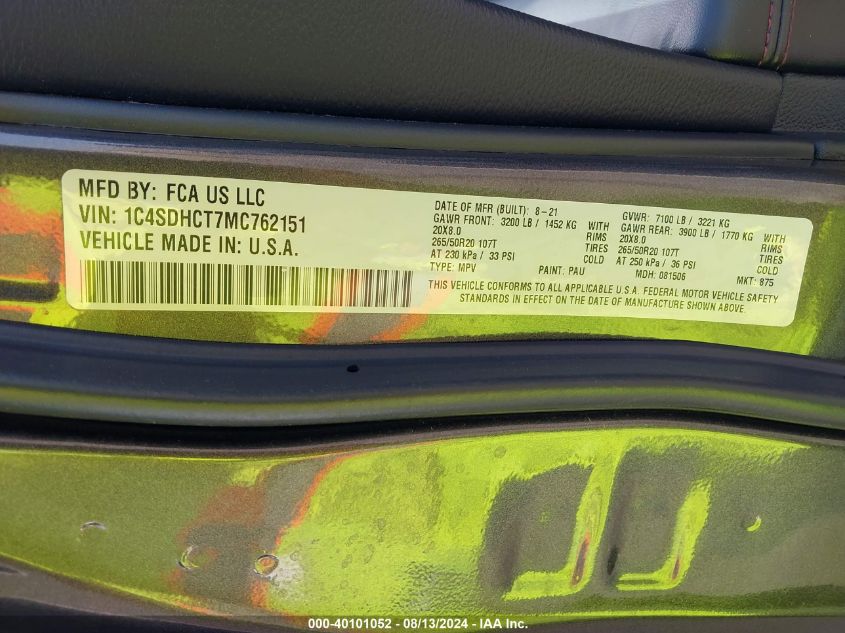 MFD BY: FCA US LLC
VIN: 1C4SDHCT7MC762151
VEHICLE MADE IN: U.S.A.
DATE OF MFR (BUILT): 8-21
GAWR FRONT: 3200 LB / 1452 KG WITH
20X8.0 RIMS
265/50R20 107T TIRES
AT 230 kPa / 33 PSI COLD
TYPE: MPV PAINT: PAU
GVWR: 7100 LB / 3221 KG
GAWR REAR: 3900 LB / 1770 KG WITH
20X8.0 RIMS
265/50R20 107T TIRES
AT 250 kPa / 36 PSI COLD
MDH: 081506 MKT: 875
THIS VEHICLE CONFORMS TO ALL APPLICABLE U.S.A. FEDERAL MOTOR VEHICLE SAFETY
STANDARDS IN EFFECT ON THE DATE OF MANUFACTURE SHOWN ABOVE.
000-40101052 - 08/13/2024 - IAA Inc.